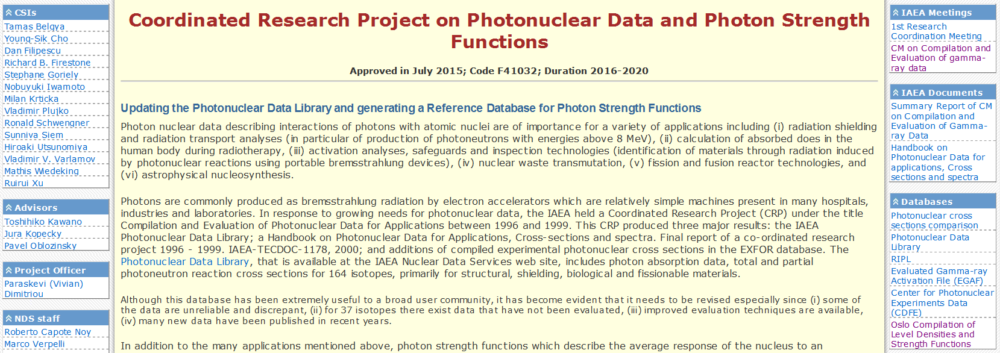 CSIs
Tamas Belgya
Young-Sik Cho
Dan Filipescu
Richard B. Firestone
Stephane Goriely
Nobuyuki Iwamoto
Milan Krticka
Vladimir Plujko
Ronald Schwengner
Sunniva Siem
Hiroaki Utsunomiya
Vladimir V. Varlamov
Mathis Wiedeking
Ruirui Xu
Advisors
Toshihiko Kawano
Jura Kopecky
Pavel Oblozinsky
Project Officer
Paraskevi (Vivian)
Dimitriou
NDS staff
Roberto Capote Noy
Marco Verpelli
Coordinated Research Project on Photonuclear Data and Photon Strength
Functions
Approved in July 2015; Code F41032; Duration 2016-2020
Updating the Photonuclear Data Library and generating a Reference Database for Photon Strength Functions
Photon nuclear data describing interactions of photons with atomic nuclei are of importance for a variety of applications including (i) radiation shielding
and radiation transport analyses (in particular of production of photoneutrons with energies above 8 MeV), (ii) calculation of absorbed does in the
human body during radiotherapy, (iii) activation analyses, safeguards and inspection technologies (identification of materials through radiation induced
by photonuclear reactions using portable bremsstrahlung devices), (iv) nuclear waste transmutation, (v) fission and fusion reactor technologies, and
(vi) astrophysical nucleosynthesis.
Photons are commonly produced as bremsstrahlung radiation by electron accelerators which are relatively simple machines present in many hospitals,
industries and laboratories. In response to growing needs for photonuclear data, the IAEA held a Coordinated Research Project (CRP) under the title
Compilation and Evaluation of Photonuclear Data for Applications between 1996 and 1999. This CRP produced three major results: the IAEA
Photonuclear Data Library; a Handbook on Photonuclear Data for Applications, Cross-sections and spectra. Final report of a co-ordinated research
project 1996 - 1999. IAEA-TECDOC-1178, 2000; and additions of compiled experimental photonuclear cross sections in the EXFOR database. The
Photonuclear Data Library, that is available at the IAEA Nuclear Data Services web site, includes photon absorption data, total and partial
photoneutron reaction cross sections for 164 isotopes, primarily for structural, shielding, biological and fissionable materials.
Although this database has been extremely useful to a broad user community, it has become evident that it needs to be revised especially since (i) some of
the data are unreliable and discrepant, (ii) for 37 isotopes there exist data that have not been evaluated, (iii) improved evaluation techniques are available,
(iv) many new data have been published in recent years.
In addition to the many applications mentioned above, photon strength functions which describe the average response of the nucleus to an
IAEA Meetings
1st Research
Coordination Meeting
CM on Compilation and
Evaluation of gamma-
ray data
IAEA Documents
Summary Report of CM
on Compilation and
Evaluation of Gamma-
ray Data
Handbook on
Photonuclear Data for
applications, Cross
sections and spectra
Databases
Photonuclear cross
sections comparison
Photonuclear Data
Library
RIPL
Evaluated Gamma-ray
Activation File (EGAF)
Center for Photonuclear
Experiments Data
(CDFE)
Oslo Compilation of
Level Densities and
Strength Functions